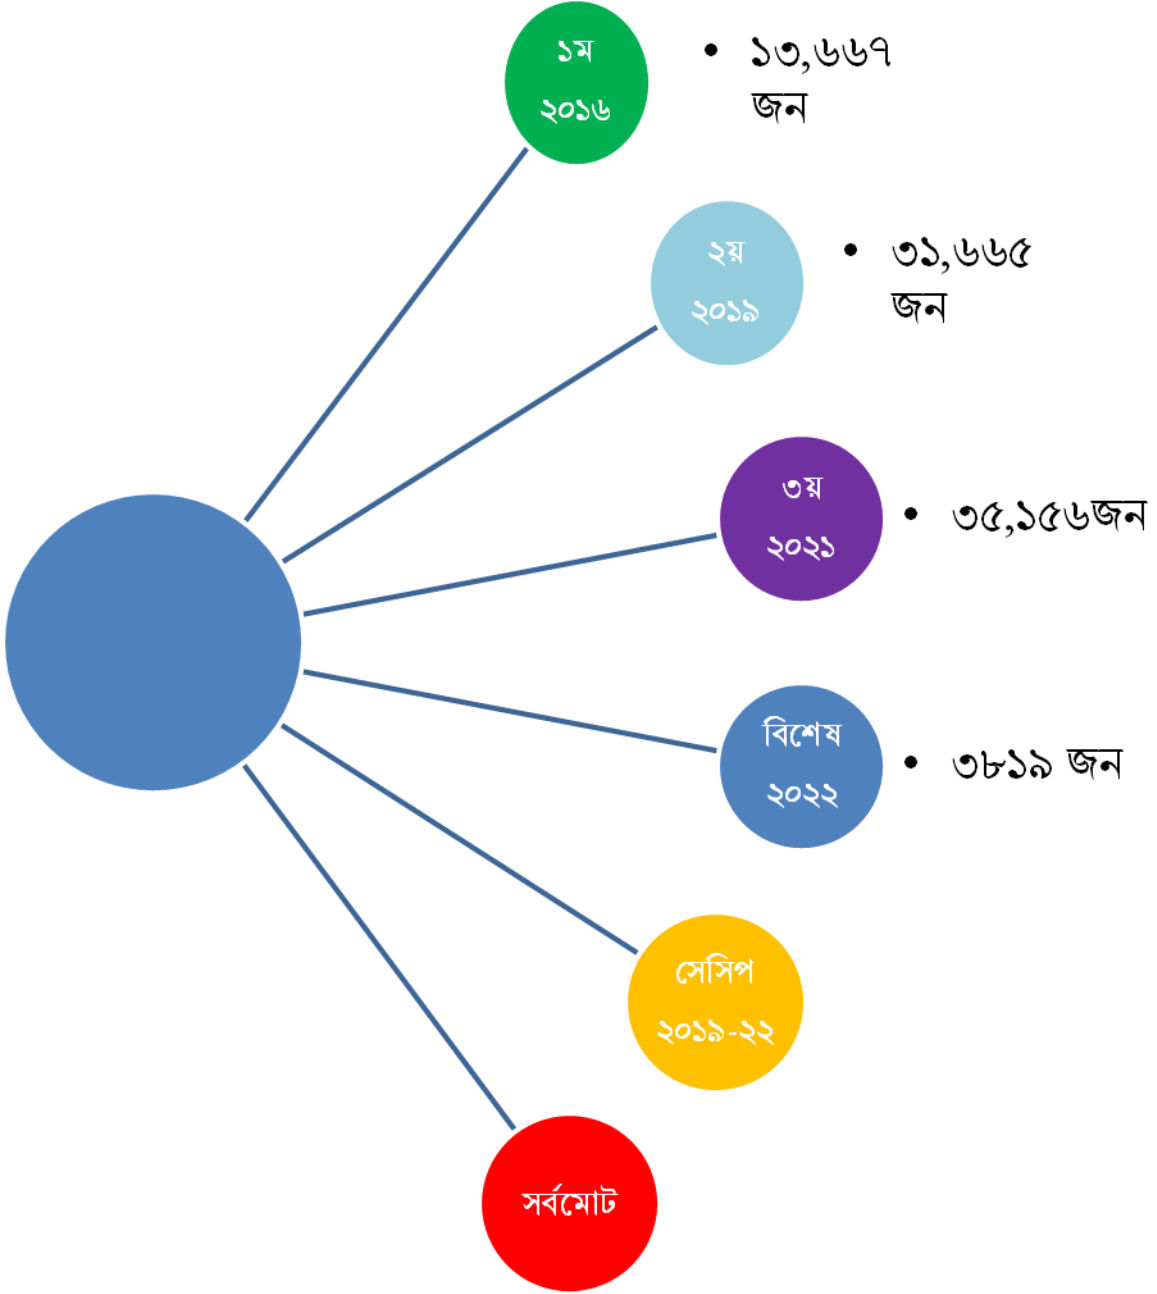 ১ম
২০১৬
• ১৩,৬৬৭
জন
২য়
২০১৯
• ৩১,৬৬৫
জন
৩য়
২০২১
• ৩৫,১৫৬জন
বিশেষ
২০২২
• ৩৮১৯ জন
সেসিপ
২০১৯-২২
সর্বমোট